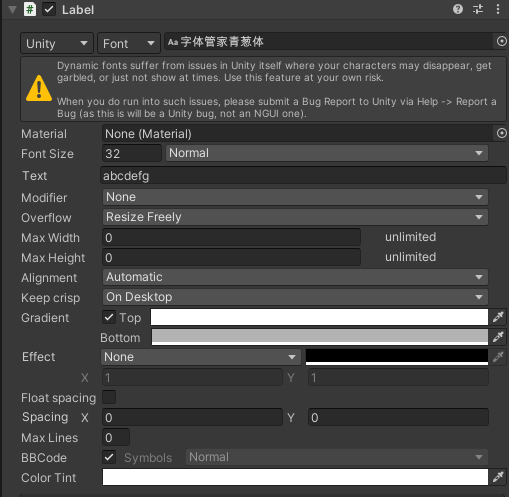 Label
Unity Font Aa 字体管家青葱体
Dynamic fonts suffer from issues in Unity itself where your characters may disappear, get
garbled, or just not show at times. Use this feature at your own risk.
When you do run into such issues, please submit a Bug Report to Unity via Help -> Report a
Bug (as this is will be a Unity bug, not an NGUI one).
Material None (Material)
Font Size 32 Normal
Text abcdefg
Modifier None
Overflow Resize Freely
Max Width 0 unlimited
Max Height 0 unlimited
Alignment Automatic
Keep crisp On Desktop
Gradient Top
Bottom
Effect None
X 1 Y 1
Float spacing
Spacing X 0 Y 0
Max Lines 0
BBCode Symbols Normal
Color Tint